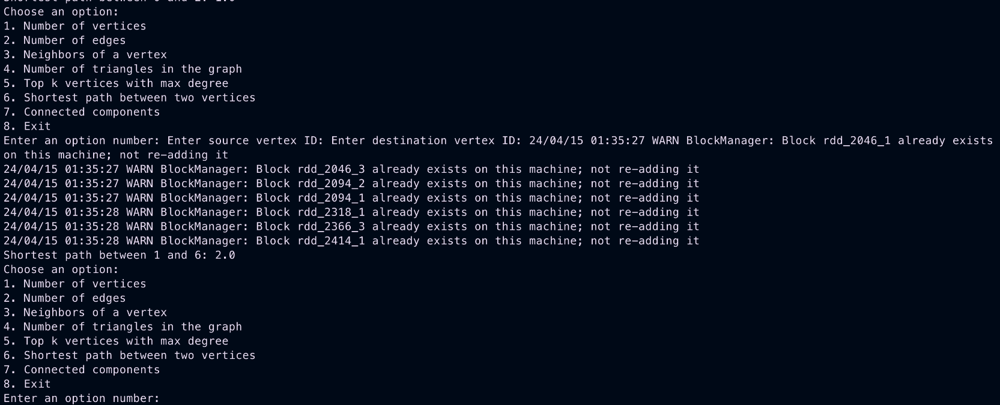 Shortest path between 0 and 2: 1.0
Choose an option:
1. Number of vertices
2. Number of edges
3. Neighbors of a vertex
4. Number of triangles in the graph
5. Top k vertices with max degree
6. Shortest path between two vertices
7. Connected components
8. Exit
Enter an option number: Enter source vertex ID: Enter destination vertex ID: 24/04/15 01:35:27 WARN BlockManager: Block rdd_2046_1 already exists
on this machine; not re-adding it
24/04/15 01:35:27 WARN BlockManager: Block rdd_2046_3 already exists on this machine; not re-adding it
24/04/15 01:35:27 WARN BlockManager: Block rdd_2094_2 already exists on this machine; not re-adding it
24/04/15 01:35:27 WARN BlockManager: Block rdd_2094_1 already exists on this machine; not re-adding it
24/04/15 01:35:28 WARN BlockManager: Block rdd_2318_1 already exists on this machine; not re-adding it
24/04/15 01:35:28 WARN BlockManager: Block rdd_2366_3 already exists on this machine; not re-adding it
24/04/15 01:35:28 WARN BlockManager: Block rdd_2414_1 already exists on this machine; not re-adding it
Shortest path between 1 and 6: 2.0
Choose an option:
1. Number of vertices
2. Number of edges
3. Neighbors of a vertex
4. Number of triangles in the graph
5. Top k vertices with max degree
6. Shortest path between two vertices
7. Connected components
8. Exit
Enter an option number: